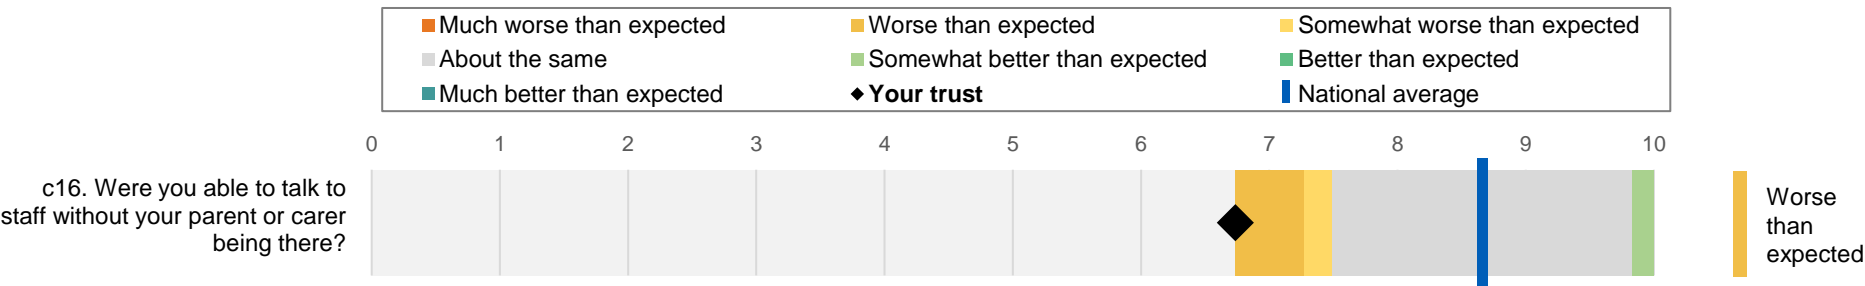 Much worse than expected
Worse than expected
Somewhat worse than expected
About the same
Somewhat better than expected
Better than expected
Much better than expected
Your trust
National average
0 1 2 3 4 5 6 7 8 9 10
c16. Were you able to talk to
staff without your parent or carer
being there?
Worse
than
expected